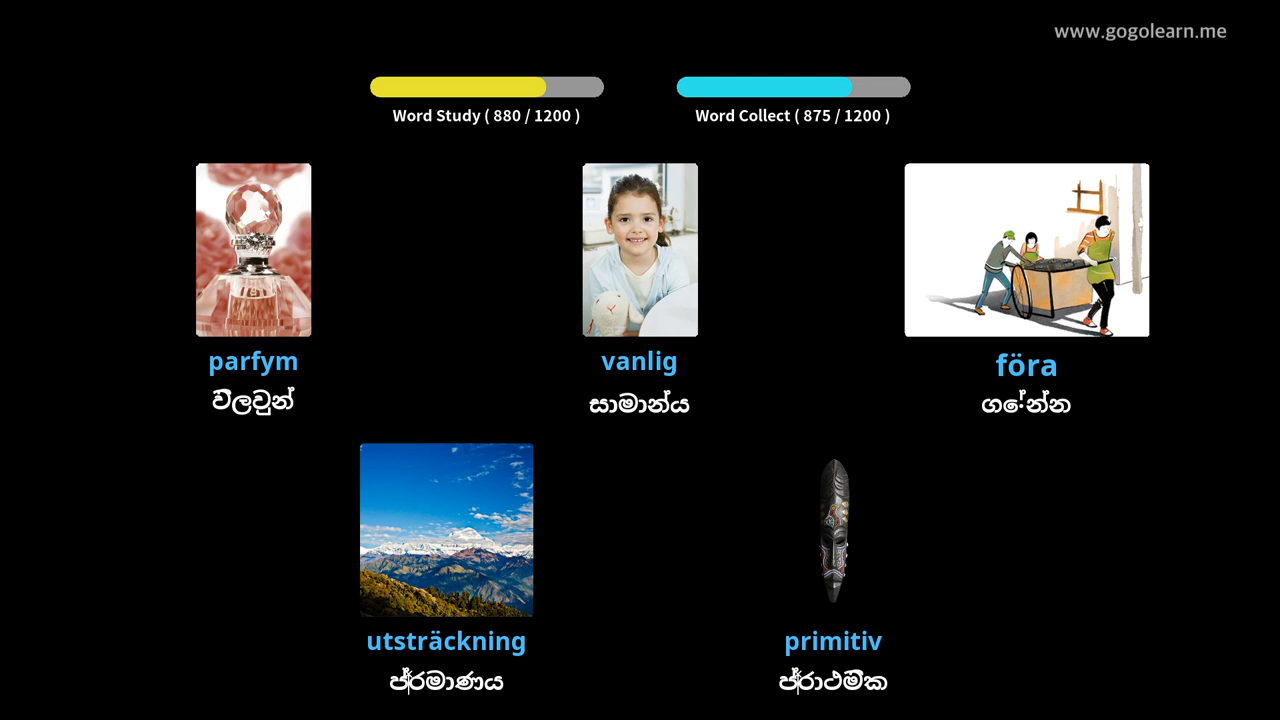 www.gogolearn.me
Word Study ( 880 / 1200 )
Word Collect ( 875 / 1200 )
parfym
විලවුන්
vanlig
සාමාන්ය
föra
ගෙන්න
utsträckning
ප්රමාණය
primitiv
ප්රාථමික